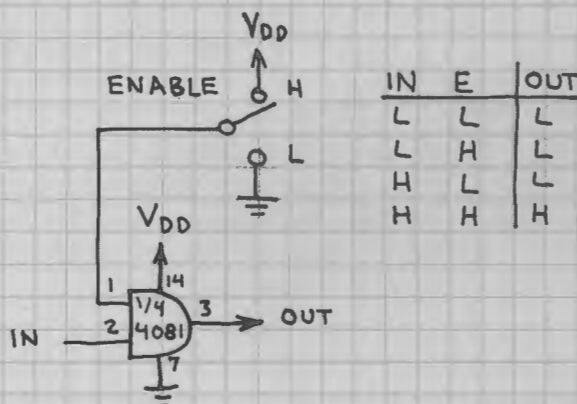 VDD
ENABLE
H
L
VDD
1
14
1/4
4081
3
OUT
IN
2
7
IN E OUT
L L L
L H L
H L L
H H H